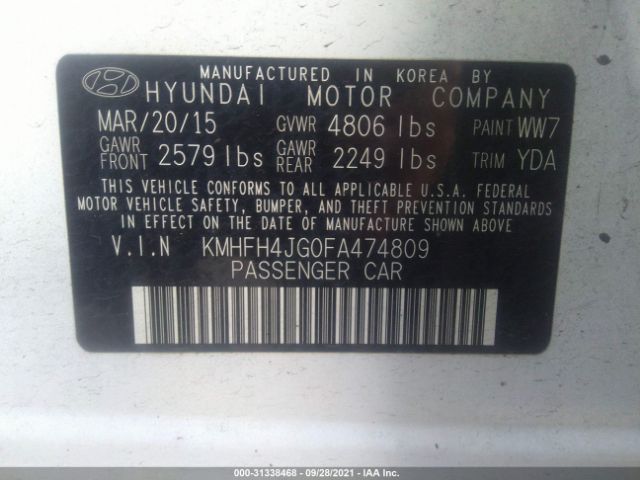 MANUFACTURED IN KOREA BY
HYUNDAI MOTOR COMPANY
MAR/20/15 GVWR 4806 lbs PAINT WW7
GAWR FRONT 2579 lbs GAWR REAR 2249 lbs TRIM YDA
THIS VEHICLE CONFORMS TO ALL APPLICABLE U.S.A. FEDERAL
MOTOR VEHICLE SAFETY, BUMPER, AND THEFT PREVENTION STANDARDS
IN EFFECT ON THE DATE OF MANUFACTURE SHOWN ABOVE
V.I.N KMHFH4JG0FA474809
PASSENGER CAR
000-31338468 - 09/28/2021 - IAA Inc.